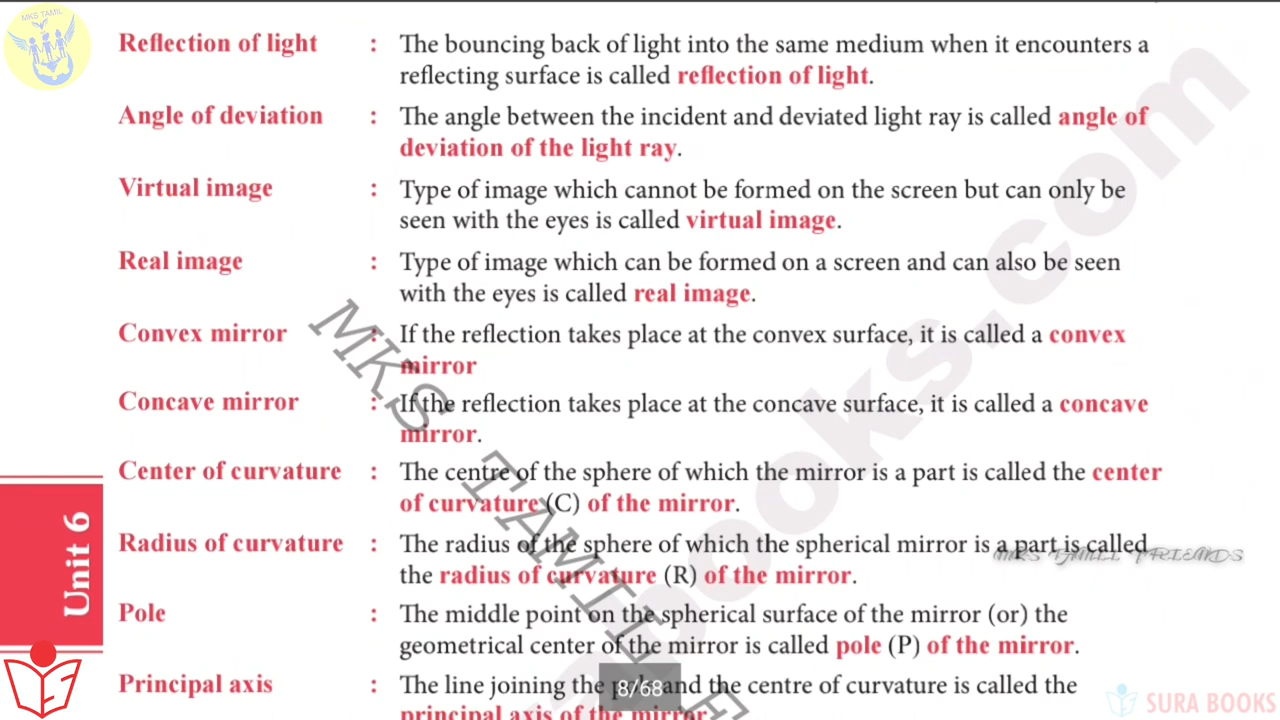 MKS TAMIL
Reflection of light : The bouncing back of light into the same medium when it encounters a
reflecting surface is called reflection of light.
Angle of deviation : The angle between the incident and deviated light ray is called angle of
deviation of the light ray.
Virtual image : Type of image which cannot be formed on the screen but can only be
seen with the eyes is called virtual image.
Real image : Type of image which can be formed on a screen and can also be seen
with the eyes is called real image.
Convex mirror : If the reflection takes place at the convex surface, it is called a convex
mirror
Concave mirror : If the reflection takes place at the concave surface, it is called a concave
mirror.
Center of curvature : The centre of the sphere of which the mirror is a part is called the center
of curvature (C) of the mirror.
Radius of curvature : The radius of the sphere of which the spherical mirror is a part is called
the radius of curvature (R) of the mirror.
Pole : The middle point on the spherical surface of the mirror (or) the
geometrical center of the mirror is called pole (P) of the mirror.
Principal axis : The line joining the pole and the centre of curvature is called the
principal axis of the mirror
Unit 6
8/68
MKS TAMIL F
MKS TAMIL FRIENDS
books.com
SURA BOOKS